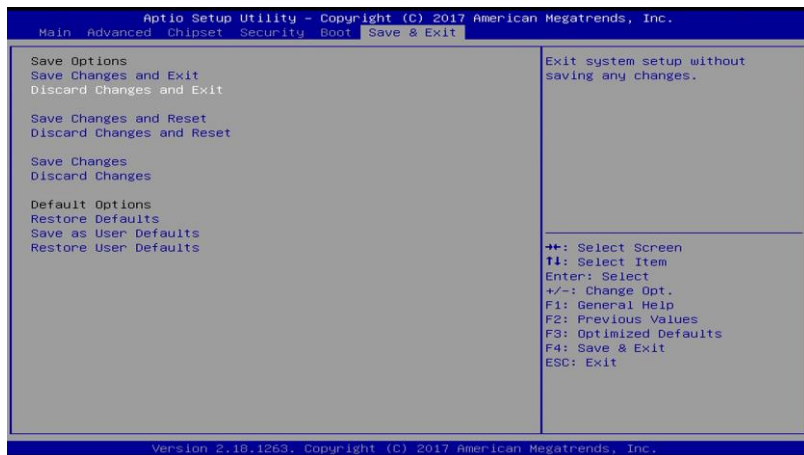 Aptio Setup Utility – Copyright (C) 2017 American Megatrends, Inc.
Main Advanced Chipset Security Boot Save & Exit
Save Options
Save Changes and Exit
Discard Changes and Exit
Save Changes and Reset
Discard Changes and Reset
Save Changes
Discard Changes
Default Options
Restore Defaults
Save as User Defaults
Restore User Defaults
Exit system setup without
saving any changes.
→←: Select Screen
↑↓: Select Item
Enter: Select
+/-: Change Opt.
F1: General Help
F2: Previous Values
F3: Optimized Defaults
F4: Save & Exit
ESC: Exit
Version 2.18.1263. Copyright (C) 2017 American Megatrends, Inc.